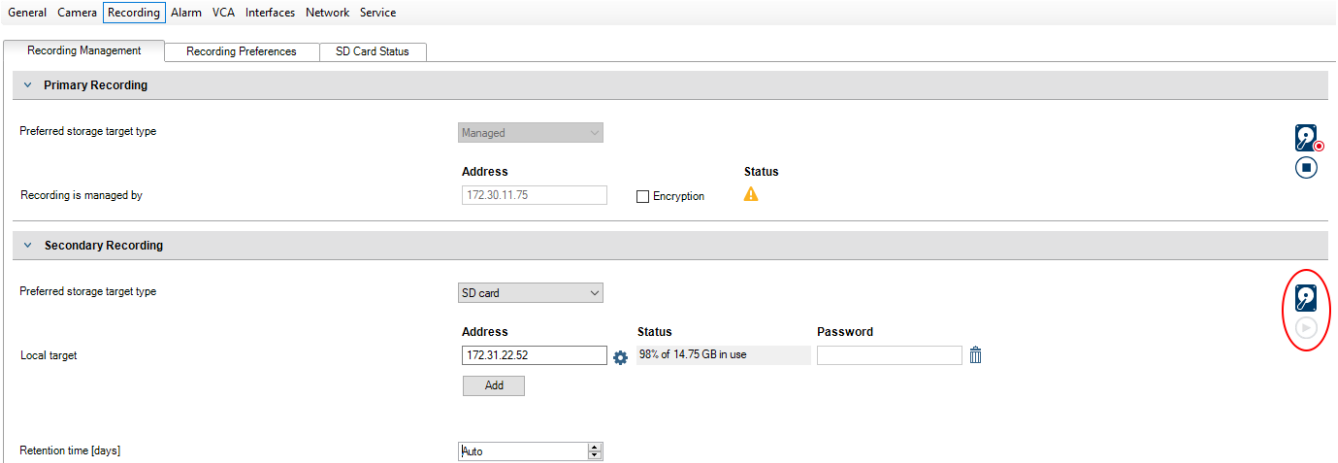 General Camera Recording Alarm VCA Interfaces Network Service
Recording Management Recording Preferences SD Card Status
Primary Recording
Preferred storage target type Managed
Address Status
Recording is managed by 172.30.11.75 Encryption
Secondary Recording
Preferred storage target type SD card
Address Status Password
Local target 172.31.22.52 98% of 14.75 GB in use
Add
Retention time [days] Auto